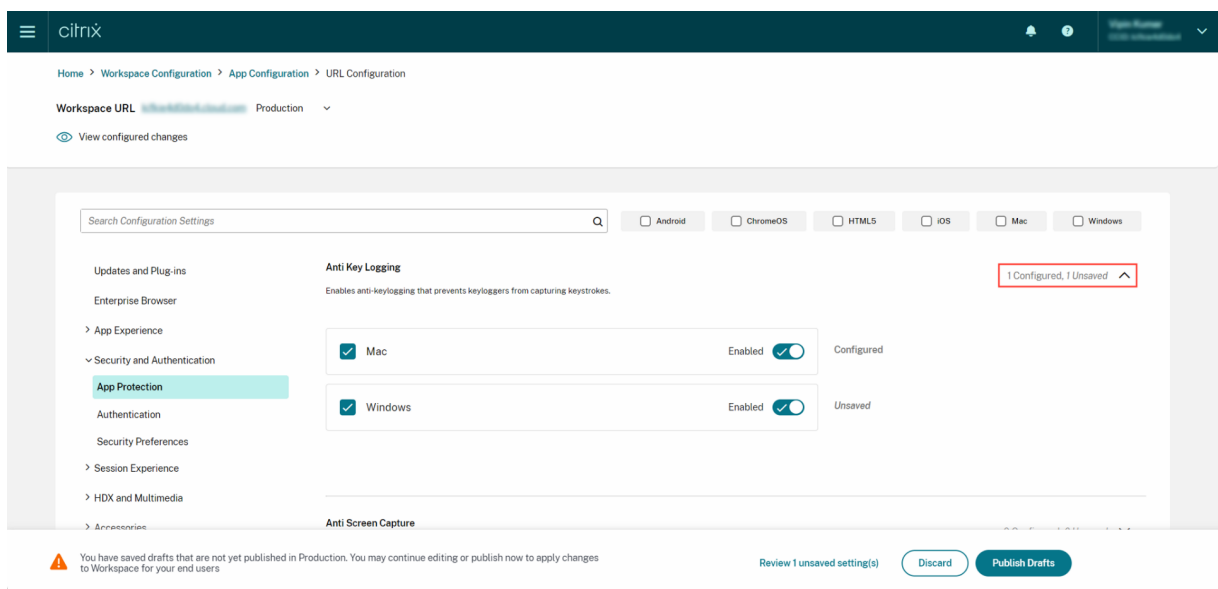 citrix
Home > Workspace Configuration > App Configuration > URL Configuration
Workspace URL Production
View configured changes
Search Configuration Settings
Android ChromeOS HTML5 iOS Mac Windows
Updates and Plug-ins
Enterprise Browser
App Experience
Security and Authentication
App Protection
Authentication
Security Preferences
Session Experience
HDX and Multimedia
Accessories
Anti Key Logging
1 Configured, 1 Unsaved
Enables anti-keylogging that prevents keyloggers from capturing keystrokes.
Mac Enabled Configured
Windows Enabled Unsaved
Anti Screen Capture
You have saved drafts that are not yet published in Production. You may continue editing or publish now to apply changes
to Workspace for your end users
Review 1 unsaved setting(s) Discard Publish Drafts